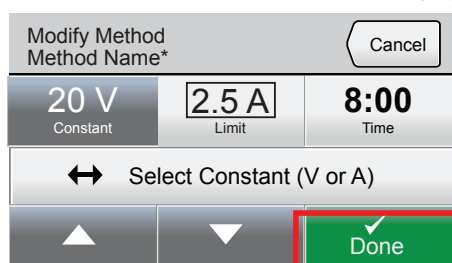 Modify Method
Method Name*
Cancel
20 V
Constant
2.5 A
Limit
8:00
Time
Select Constant (V or A)
Done